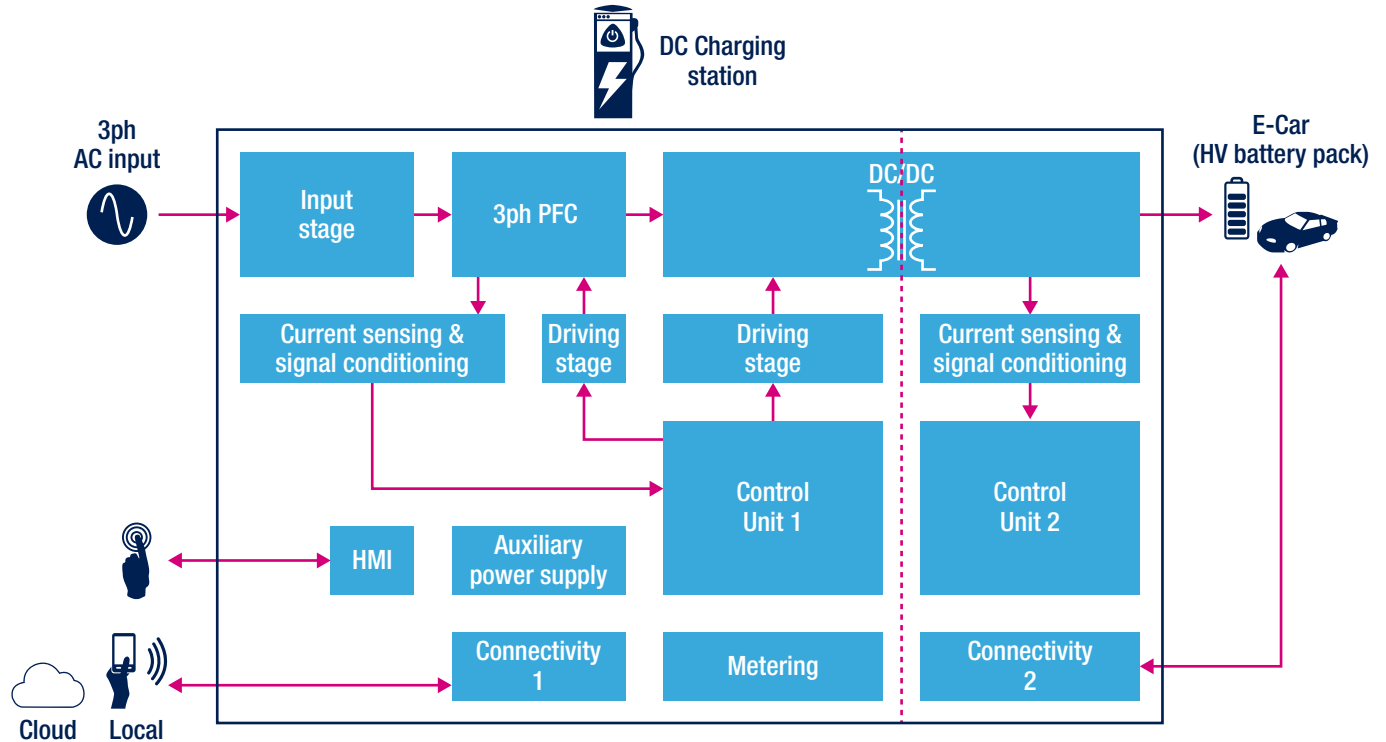 DC Charging
station
3ph
AC input
E-Car
(HV battery pack)
Input
stage
3ph PFC
DC/DC
Current sensing &
signal conditioning
Driving
stage
Driving
stage
Current sensing &
signal conditioning
Control
Unit 1
Control
Unit 2
HMI
Auxiliary
power supply
Connectivity
1
Metering
Connectivity
2
Cloud
Local